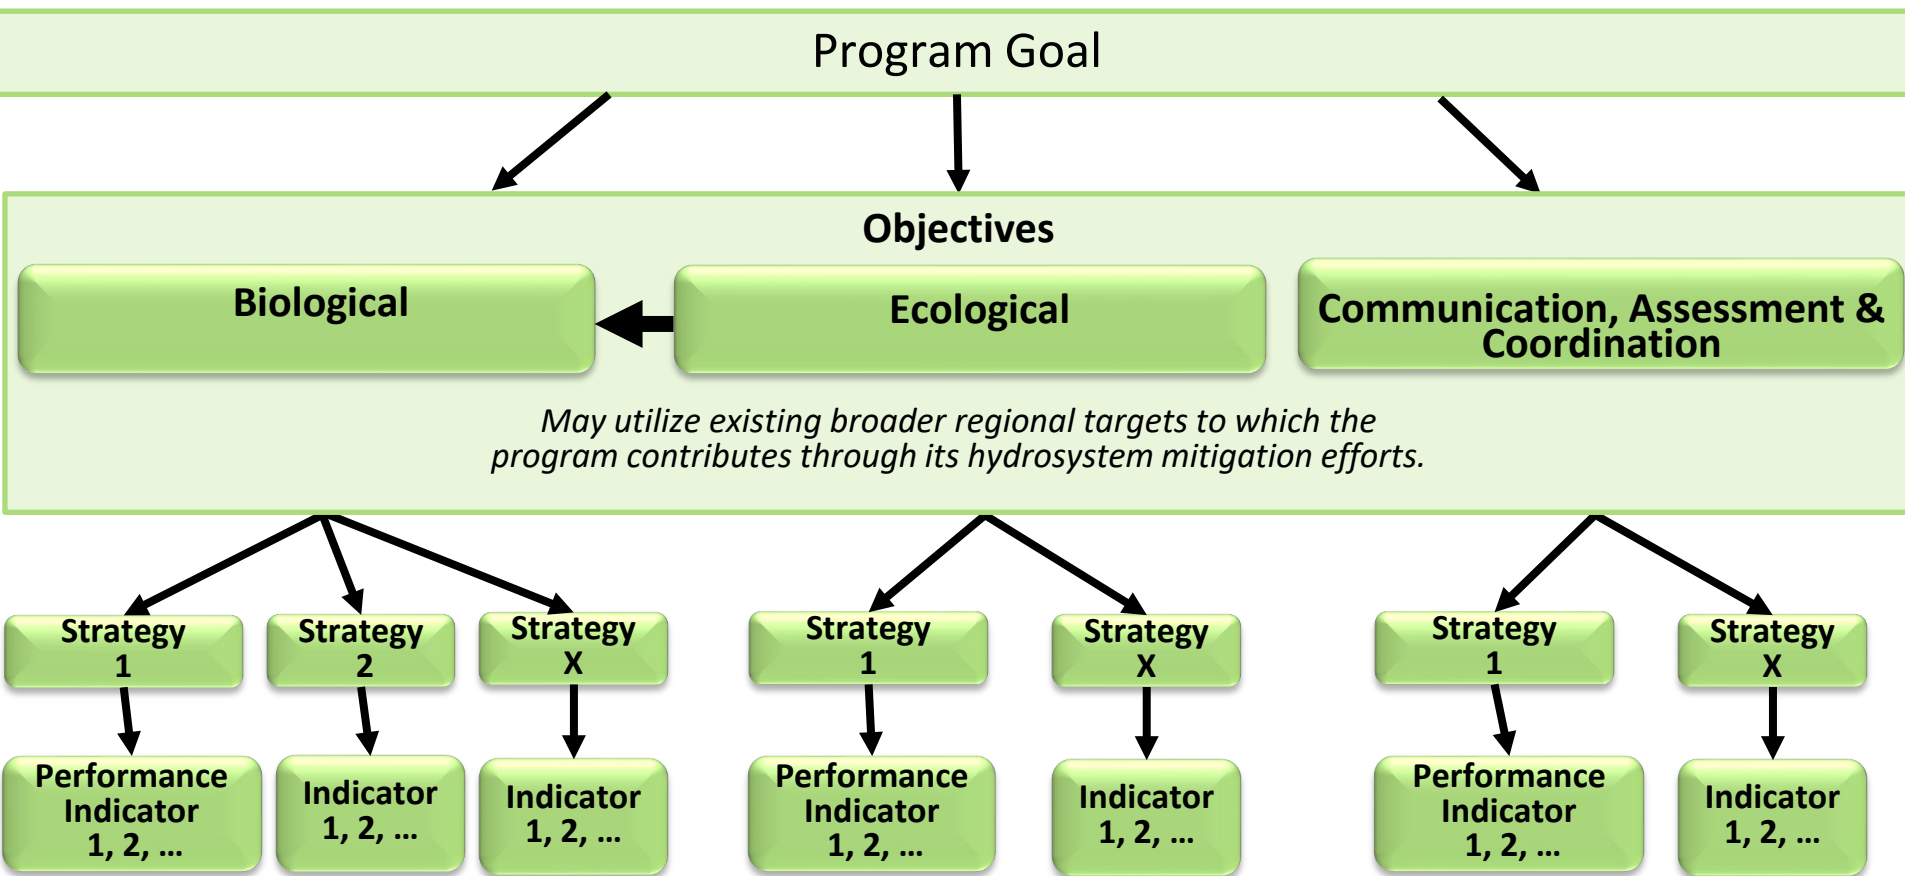 Program Goal
Objectives
Biological
Ecological
Communication, Assessment &
Coordination
May utilize existing broader regional targets to which the
program contributes through its hydrosystem mitigation efforts.
Strategy
1
Strategy
2
Strategy
X
Strategy
1
Strategy
X
Strategy
1
Strategy
X
Performance
Indicator
1, 2, ...
Indicator
1, 2, ...
Indicator
1, 2, ...
Performance
Indicator
1, 2, ...
Indicator
1, 2, ...
Performance
Indicator
1, 2, ...
Indicator
1, 2, ...